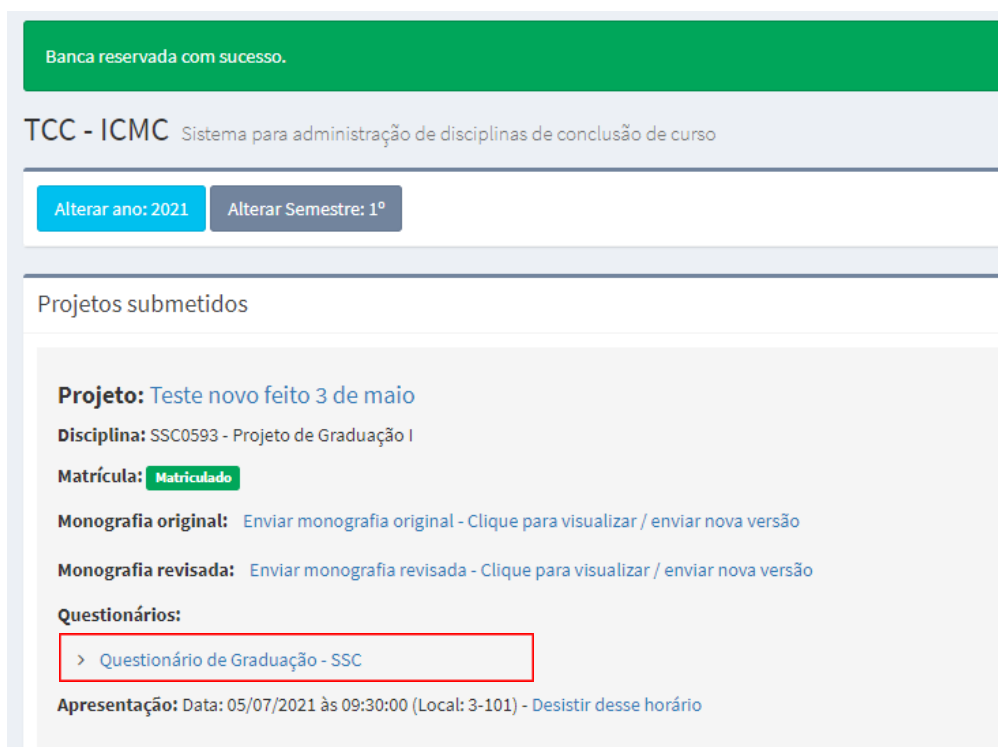 Banca reservada com sucesso.
TCC - ICMC Sistema para administração de disciplinas de conclusão de curso
Alterar ano: 2021 Alterar Semestre: 1º
Projetos submetidos
Projeto: Teste novo feito 3 de maio
Disciplina: SSC0593 - Projeto de Graduação I
Matrícula: Matriculado
Monografia original: Enviar monografia original - Clique para visualizar / enviar nova versão
Monografia revisada: Enviar monografia revisada - Clique para visualizar / enviar nova versão
Questionários:
> Questionário de Graduação - SSC
Apresentação: Data: 05/07/2021 às 09:30:00 (Local: 3-101) - Desistir desse horário